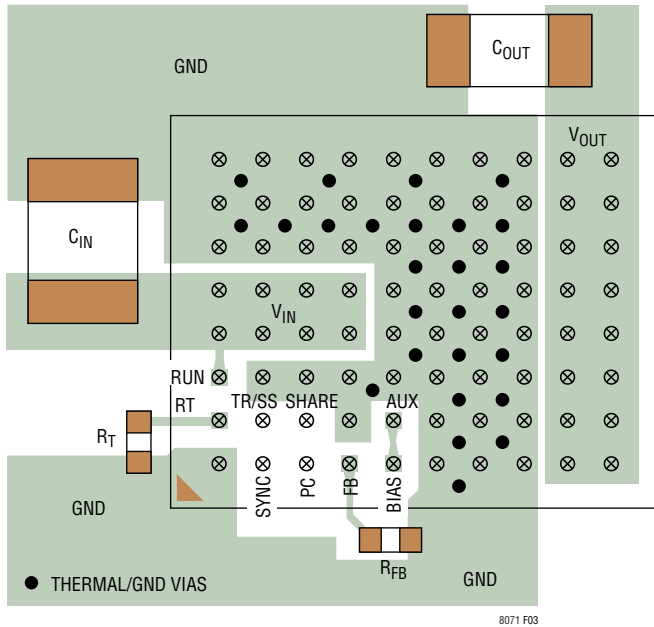 GND
COUT
VOUT
CIN
VIN
RUN
RT
TR/SS SHARE
AUX
RT
SYNC
PC
FB
BIAS
GND
RFB
GND
THERMAL/GND VIAS
8071 F03